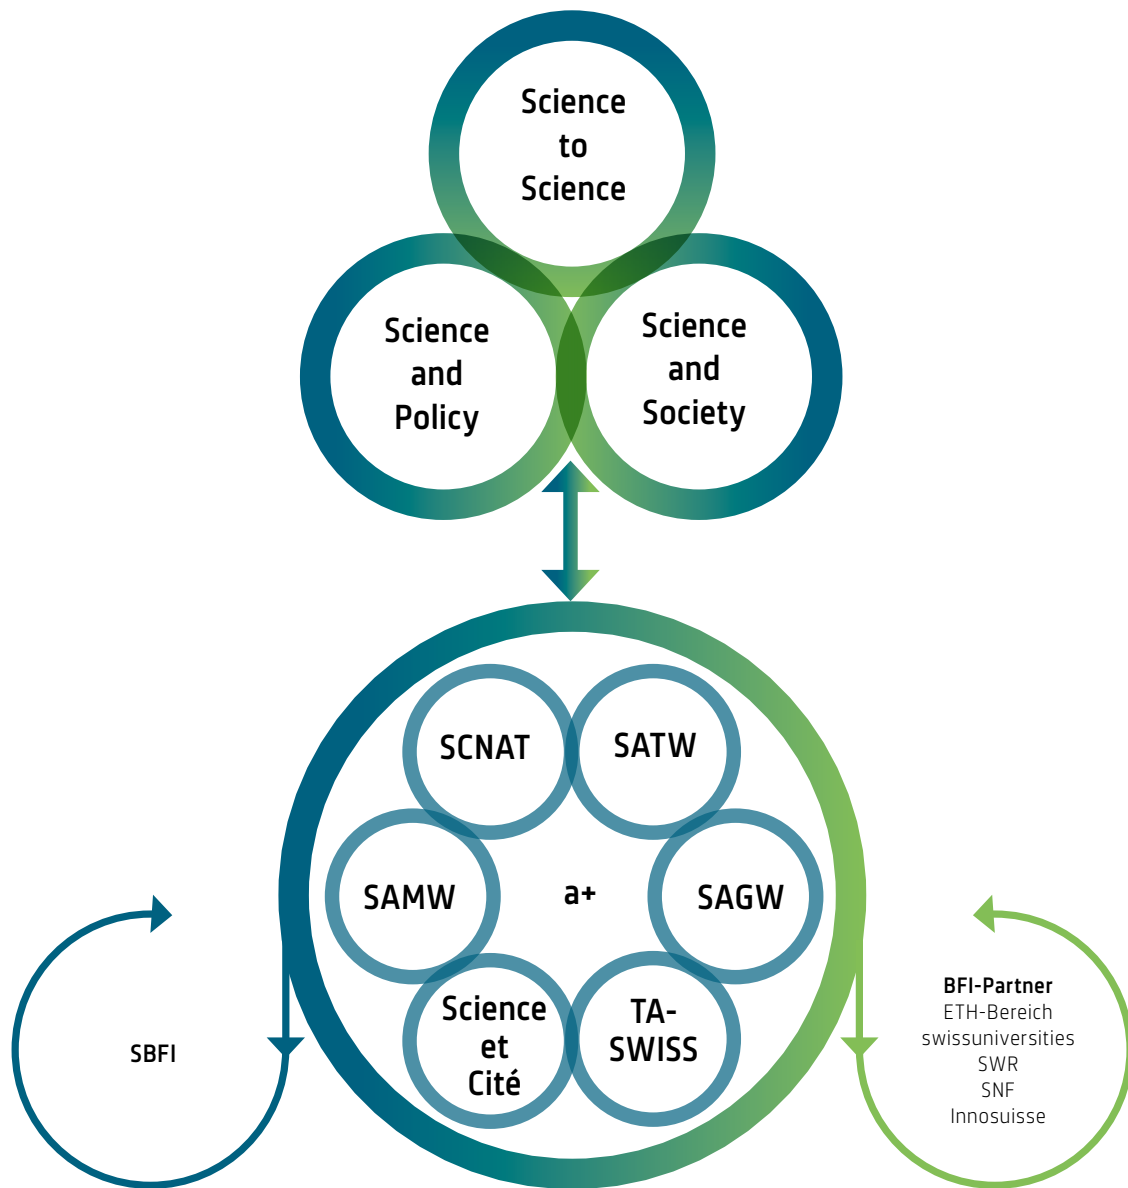 Science
to
Science
Science
and
Policy
Science
and
Society
SCNAT
SATW
SAMW
a+
SAGW
Science
et
Cité
TA-
SWISS
SBFI
BFI-Partner
ETH-Bereich
swissuniversities
SWR
SNF
Innosuisse